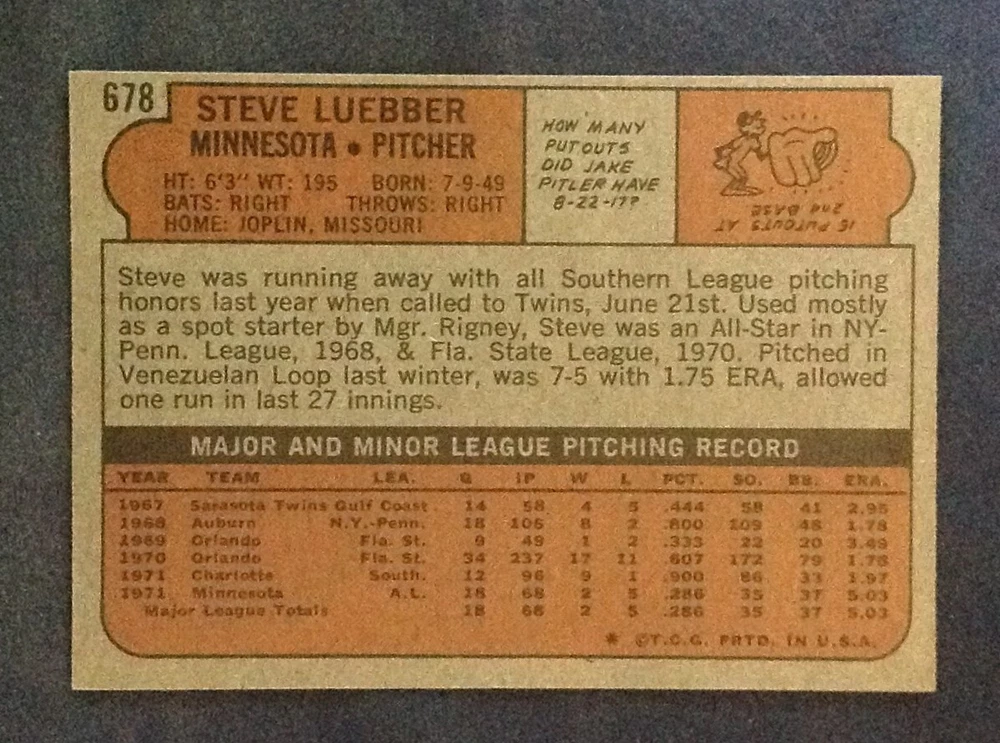 678
STEVE LUEBBER
MINNESOTA • PITCHER
HT: 6'3" WT: 195 BORN: 7-9-49
BATS: RIGHT THROWS: RIGHT
HOME: JOPLIN, MISSOURI
HOW MANY
PUTOUTS
DID JAKE
PITLER HAVE
8-22-17?
15 PUTOUTS AT
2nd BASE
Steve was running away with all Southern League pitching
honors last year when called to Twins, June 21st. Used mostly
as a spot starter by Mgr. Rigney, Steve was an All-Star in NY-
Penn. League, 1968, & Fla. State League, 1970. Pitched in
Venezuelan Loop last winter, was 7-5 with 1.75 ERA, allowed
one run in last 27 innings.
MAJOR AND MINOR LEAGUE PITCHING RECORD
YEAR TEAM LEA. G IP W L PCT. SO. BB. ERA.
1967 Sarasota Twins Gulf Coast 14 58 4 5 .444 58 41 2.95
1968 Auburn N.Y.-Penn. 18 106 8 2 .800 109 48 1.78
1969 Orlando Fla. St. 9 49 1 2 .333 22 20 3.49
1970 Orlando Fla. St. 34 237 17 11 .607 172 79 1.78
1971 Charlotte South. 12 96 9 1 .900 86 33 1.97
1971 Minnesota A.L. 18 68 2 5 .286 35 37 5.03
Major League Totals 18 68 2 5 .286 35 37 5.03
* ©T.C.G. PRTD. IN U.S.A.